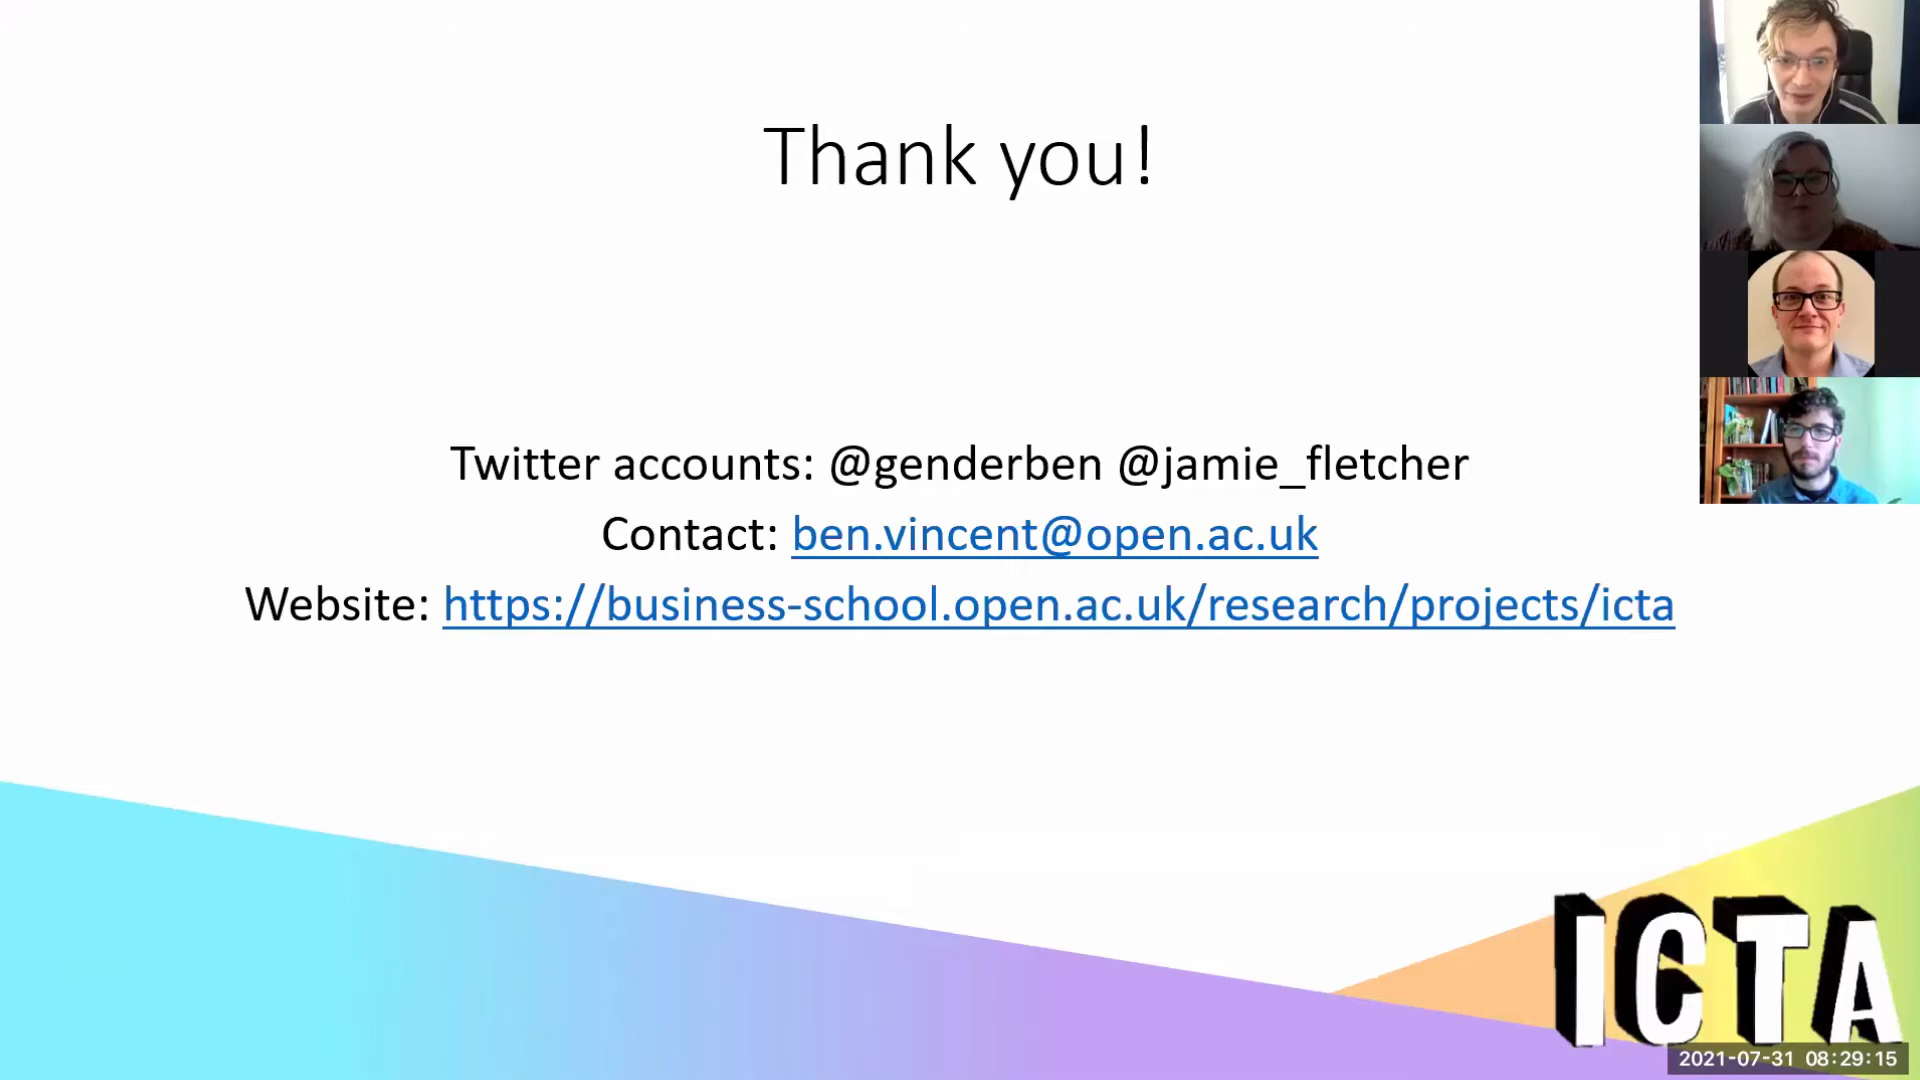 Thank you!
Twitter accounts: @genderben @jamie_fletcher
Contact: ben.vincent@open.ac.uk
Website: https://business-school.open.ac.uk/research/projects/icta
ICTA
2021-07-31 08:29:15